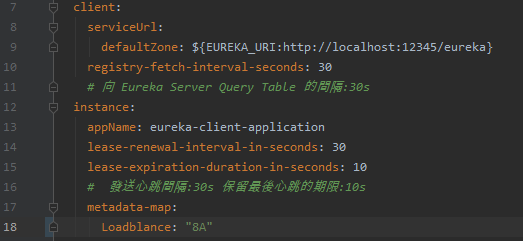 7 client:
8 serviceUrl:
9 defaultZone: ${EUREKA_URI:http://localhost:12345/eureka}
10 registry-fetch-interval-seconds: 30
11 # 向 Eureka Server Query Table 的間隔:30s
12 instance:
13 appName: eureka-client-application
14 lease-renewal-interval-in-seconds: 30
15 lease-expiration-duration-in-seconds: 10
16 #  發送心跳間隔:30s 保留最後心跳的期限:10s
17 metadata-map:
18 Loadblance: "8A"